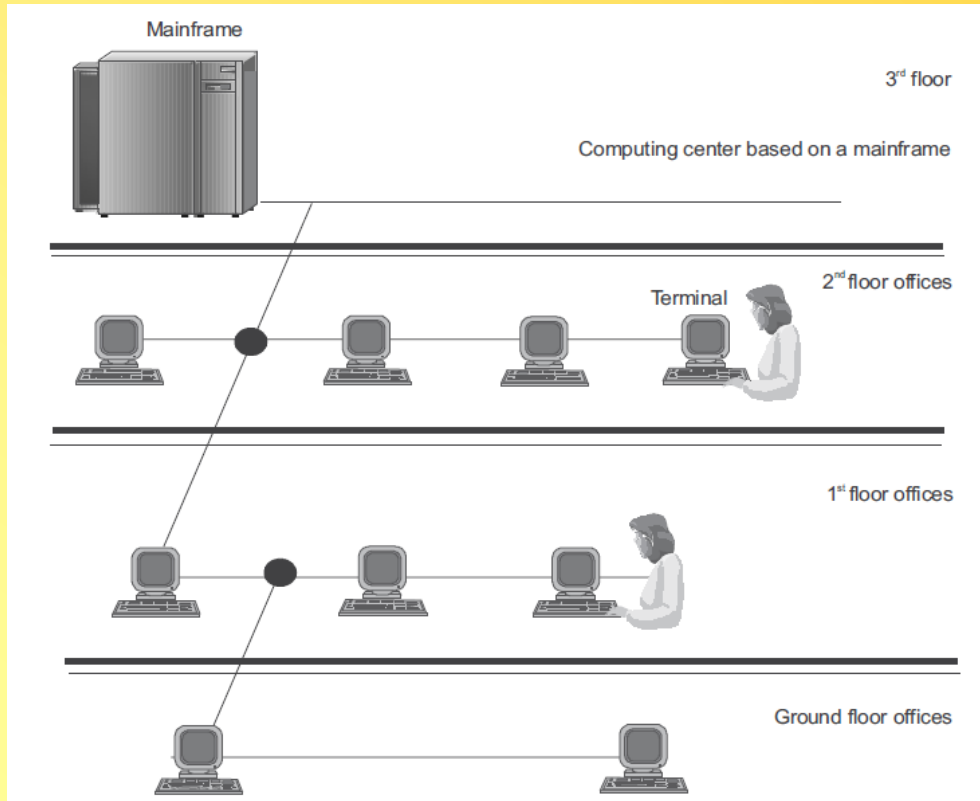 Mainframe
3rd floor
Computing center based on a mainframe
2nd floor offices
Terminal
1st floor offices
Ground floor offices